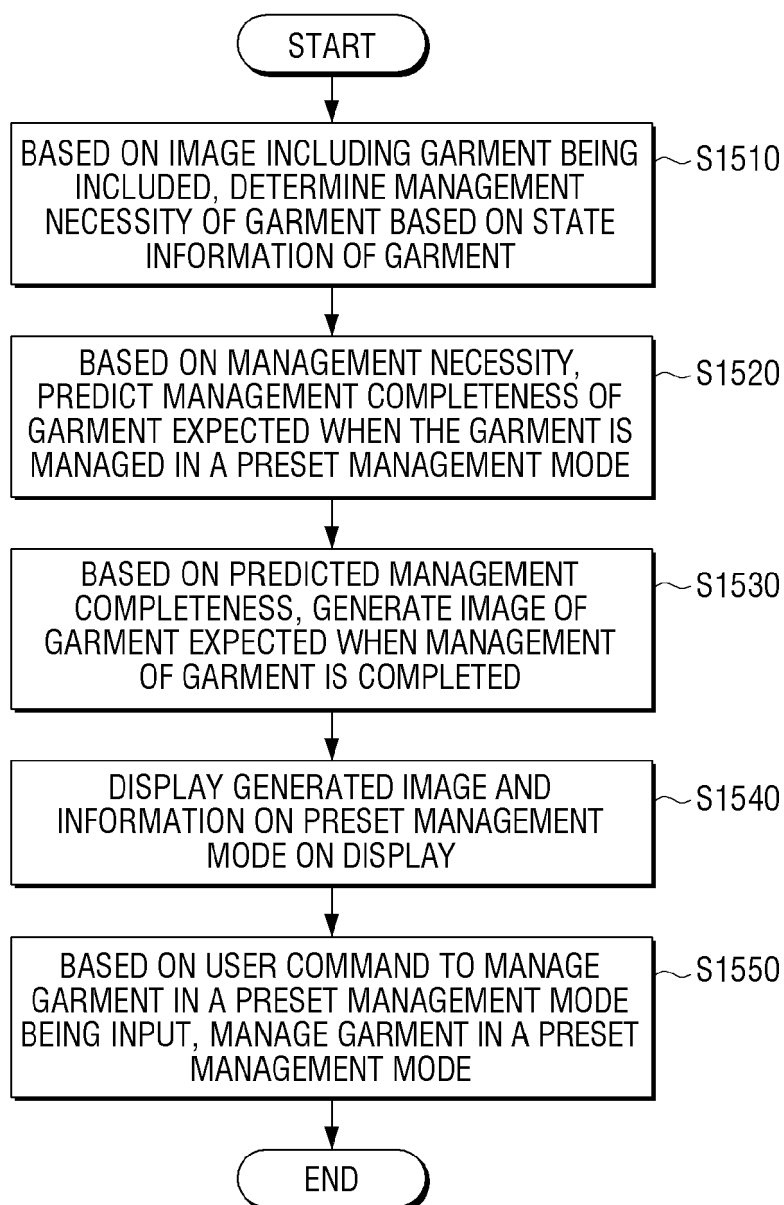 START
BASED ON IMAGE INCLUDING GARMENT BEING
INCLUDED, DETERMINE MANAGEMENT
NECESSITY OF GARMENT BASED ON STATE
INFORMATION OF GARMENT
S1510
BASED ON MANAGEMENT NECESSITY,
PREDICT MANAGEMENT COMPLETENESS OF
GARMENT EXPECTED WHEN THE GARMENT IS
MANAGED IN A PRESET MANAGEMENT MODE
S1520
BASED ON PREDICTED MANAGEMENT
COMPLETENESS, GENERATE IMAGE OF
GARMENT EXPECTED WHEN MANAGEMENT
OF GARMENT IS COMPLETED
S1530
DISPLAY GENERATED IMAGE AND
INFORMATION ON PRESET MANAGEMENT
MODE ON DISPLAY
S1540
BASED ON USER COMMAND TO MANAGE
GARMENT IN A PRESET MANAGEMENT MODE
BEING INPUT, MANAGE GARMENT IN A PRESET
MANAGEMENT MODE
S1550
END